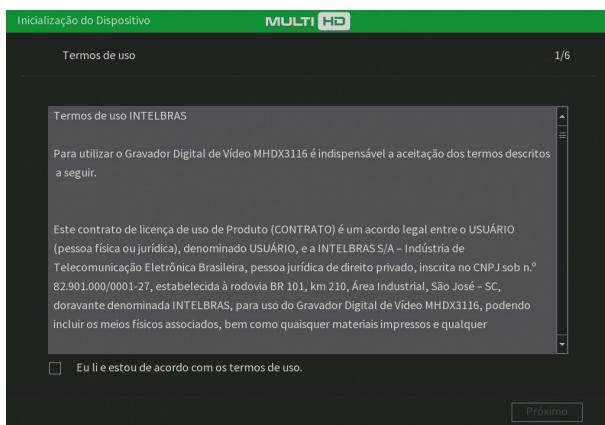 Inicialização do Dispositivo
MULTI HD
Termos de uso
1/6
Termos de uso INTELBRAS
Para utilizar o Gravador Digital de Vídeo MHDX3116 é indispensável a aceitação dos termos descritos
a seguir.
Este contrato de licença de uso de Produto (CONTRATO) é um acordo legal entre o USUÁRIO
(pessoa física ou jurídica), denominado USUÁRIO, e a INTELBRAS S/A – Indústria de
Telecomunicação Eletrônica Brasileira, pessoa jurídica de direito privado, inscrita no CNPJ sob n.º
82.901.000/0001-27, estabelecida à rodovia BR 101, km 210, Área Industrial, São José – SC,
doravante denominada INTELBRAS, para uso do Gravador Digital de Vídeo MHDX3116, podendo
incluir os meios físicos associados, bem como quaisquer materiais impressos e qualquer
Eu li e estou de acordo com os termos de uso.
Próximo